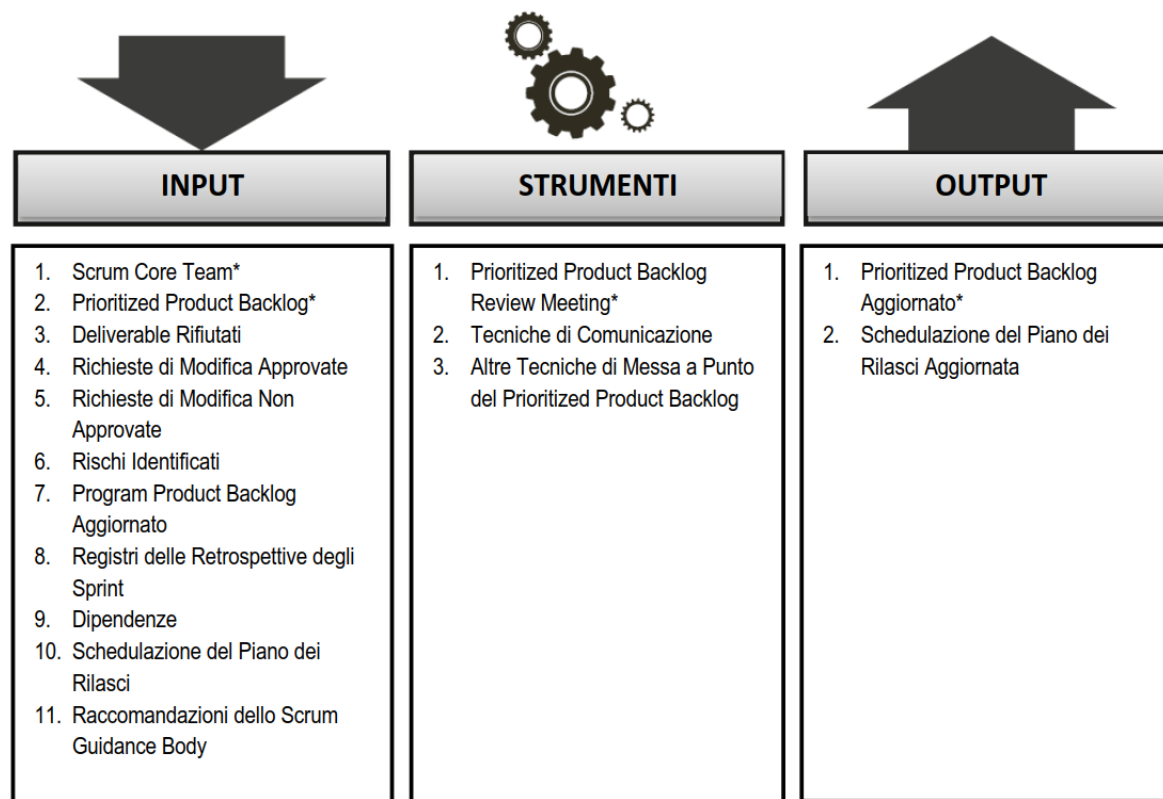 INPUT
1. Scrum Core Team*
2. Prioritized Product Backlog*
3. Deliverable Rifiutati
4. Richieste di Modifica Approvate
5. Richieste di Modifica Non
Approvate
6. Rischi Identificati
7. Program Product Backlog
Aggiornato
8. Registri delle Retrospettive degli
Sprint
9. Dipendenze
10. Schedulazione del Piano dei
Rilasci
11. Raccomandazioni dello Scrum
Guidance Body
STRUMENTI
1. Prioritized Product Backlog
Review Meeting*
2. Tecniche di Comunicazione
3. Altre Tecniche di Messa a Punto
del Prioritized Product Backlog
OUTPUT
1. Prioritized Product Backlog
Aggiornato*
2. Schedulazione del Piano dei
Rilasci Aggiornata